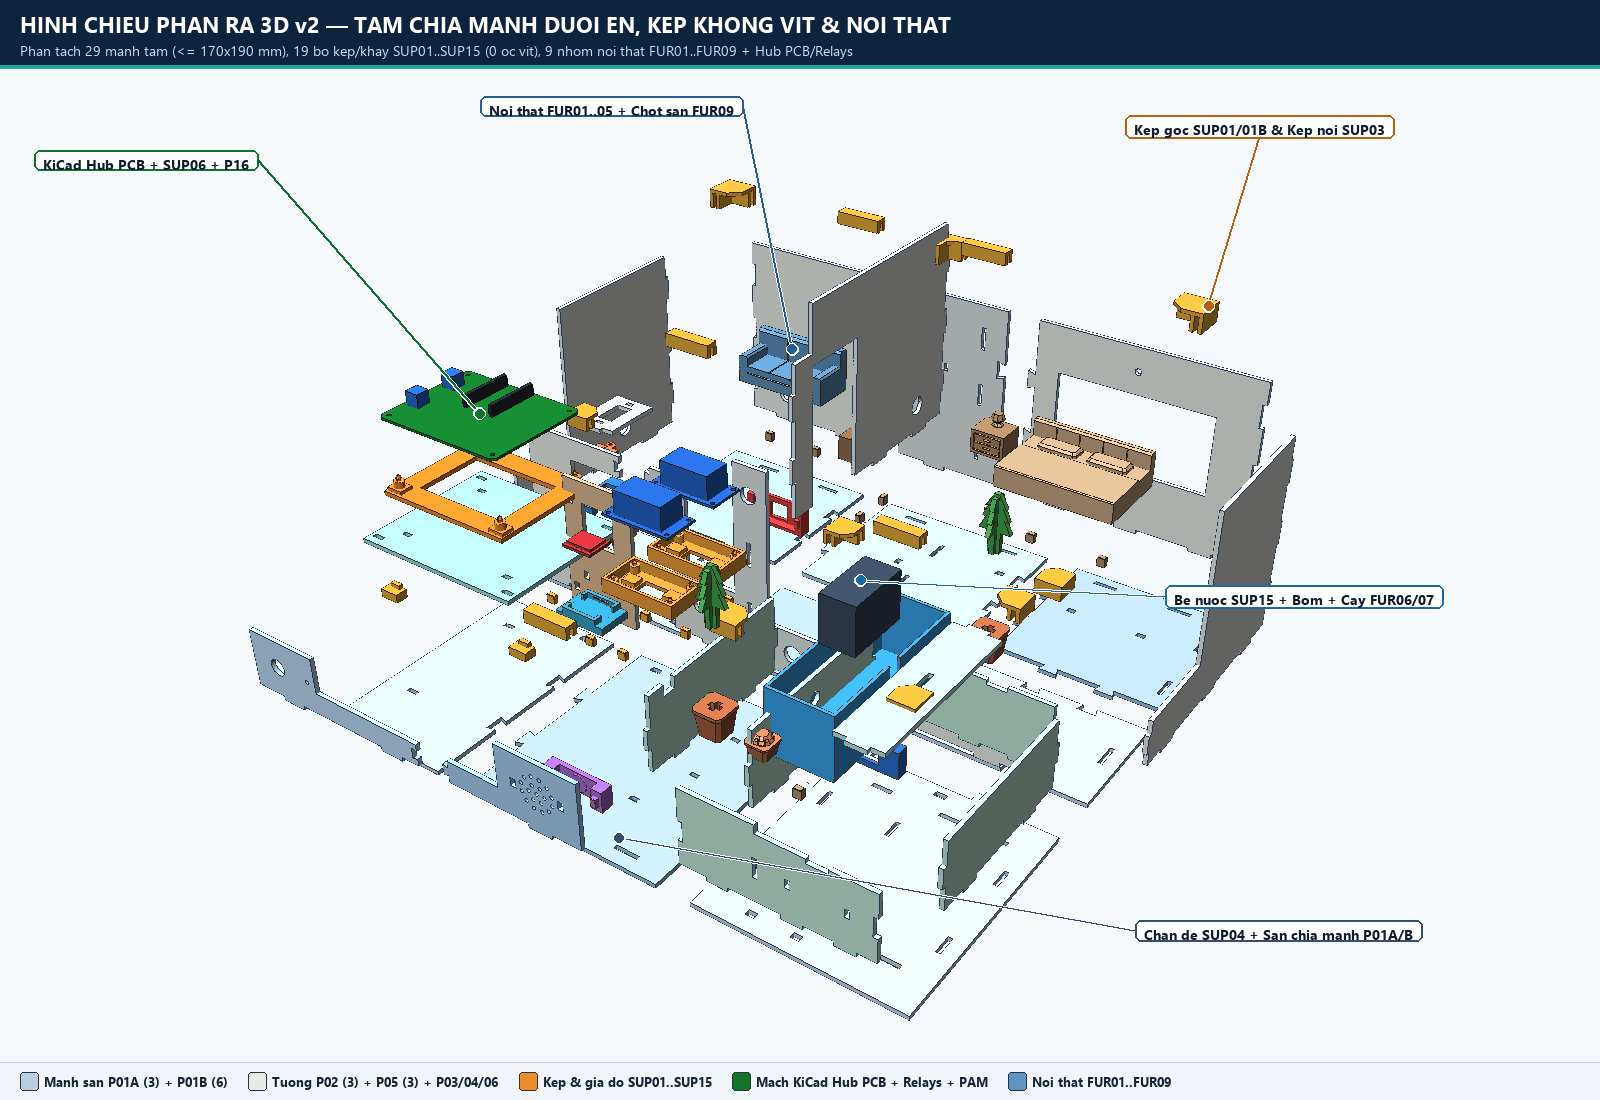 HINH CHIEU PHAN RA 3D v2 — TAM CHIA MANH DUOI EN, KEP KHONG VIT & NOI THAT
Phan tach 29 manh tam (<= 170x190 mm), 19 bo kep/khay SUP01..SUP15 (0 oc vit), 9 nhom noi that FUR01..FUR09 + Hub PCB/Relays
Noi that FUR01..05 + Chot san FUR09
Kep goc SUP01/01B & Kep noi SUP03
KiCad Hub PCB + SUP06 + P16
Be nuoc SUP15 + Bom + Cay FUR06/07
Chan de SUP04 + San chia manh P01A/B
Manh san P01A (3) + P01B (6)
Tuong P02 (3) + P05 (3) + P03/04/06
Kep & gia do SUP01..SUP15
Mach KiCad Hub PCB + Relays + PAM
Noi that FUR01..FUR09